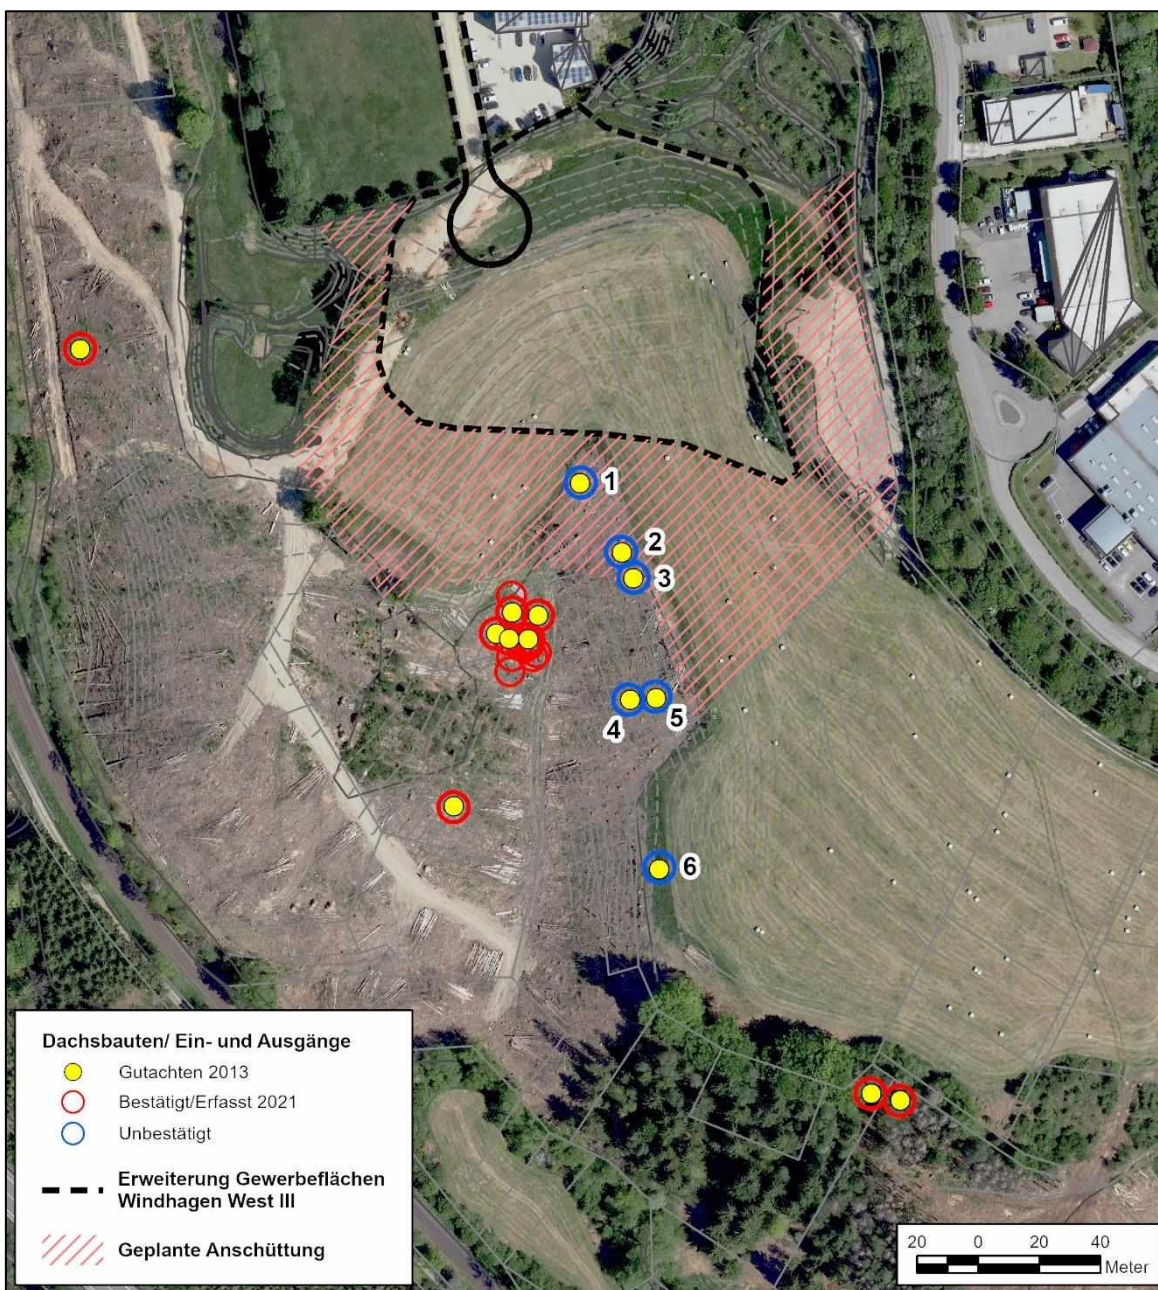 1
2
3
4
5
6
Dachsbauten/ Ein- und Ausgänge
Gutachten 2013
Bestätigt/Erfasst 2021
Unbestätigt
Erweiterung Gewerbeflächen
Windhagen West III
Geplante Anschüttung
20 0 20 40
Meter